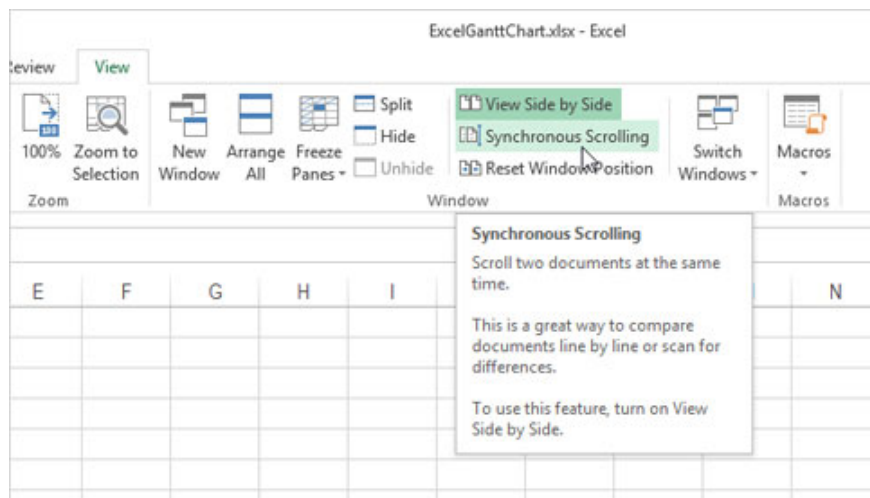 ExcelGanttChart.xlsx - Excel
Review View
Split
Hide
Unhide
View Side by Side
Synchronous Scrolling
Reset Window Position
100% Zoom to
Selection
New
Window
Arrange
All
Freeze
Panes
Switch
Windows
Macros
Zoom Window Macros
Synchronous Scrolling
Scroll two documents at the same
time.
This is a great way to compare
documents line by line or scan for
differences.
To use this feature, turn on View
Side by Side.
E F G H I N